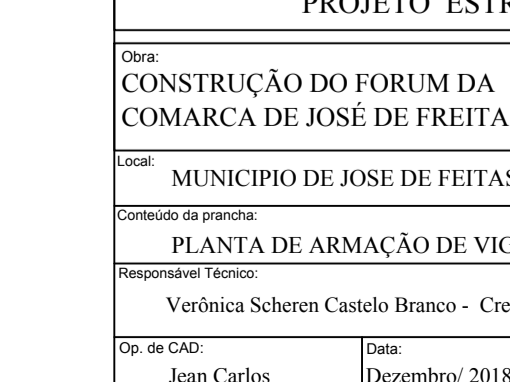 PROJETO ESTR
Obra:
CONSTRUÇÃO DO FORUM DA
COMARCA DE JOSÉ DE FREITA
Local:
MUNICIPIO DE JOSE DE FEITAS
Conteúdo da prancha:
PLANTA DE ARMAÇÃO DE VIG
Responsável Técnico:
Verônica Scheren Castelo Branco - Cre
Op. de CAD:
Data:
Jean Carlos
Dezembro/ 2018